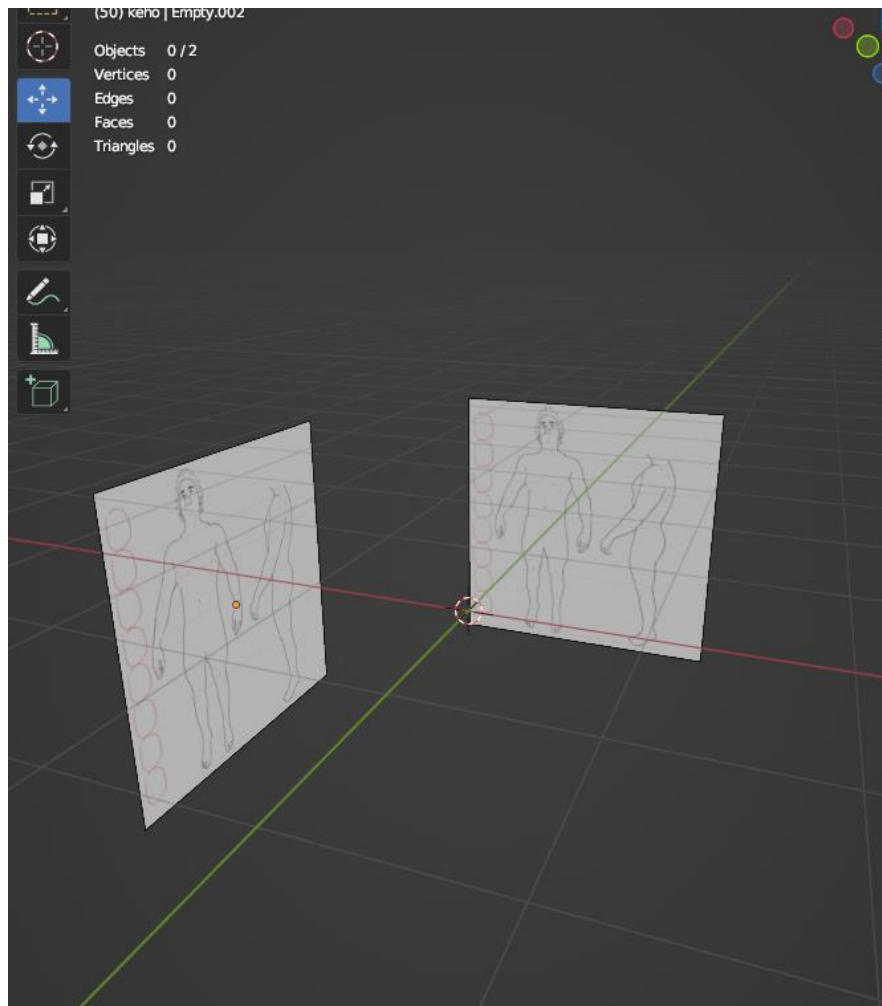 (50) keho | Empty.002
Objects 0 / 2
Vertices 0
Edges 0
Faces 0
Triangles 0